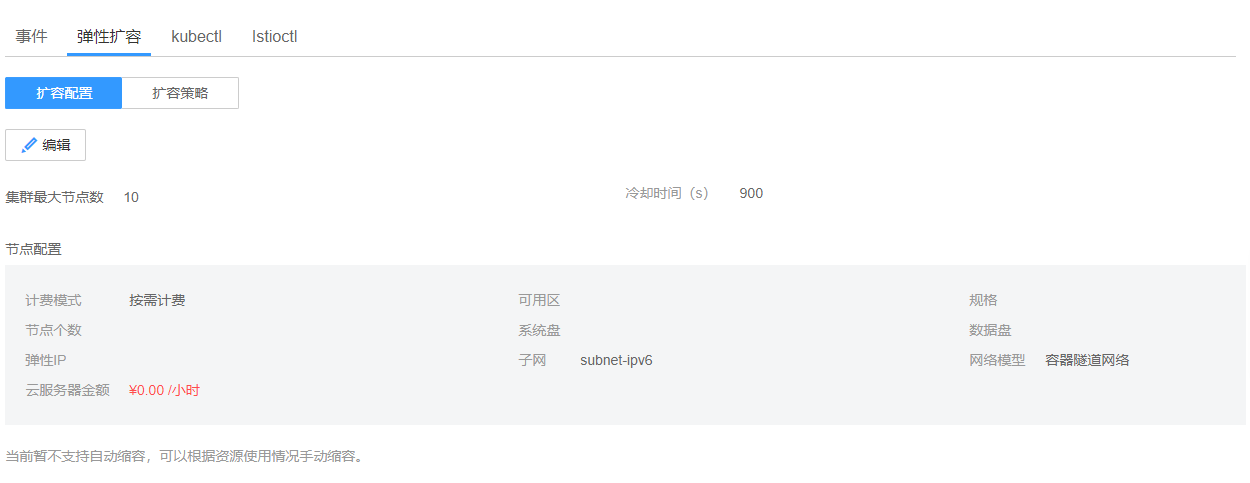 事件 弹性扩容 kubectl Istioctl
扩容配置 扩容策略
编辑
集群最大节点数 10 冷却时间（s） 900
节点配置
计费模式 按需计费 可用区 规格
节点个数 系统盘 数据盘
弹性IP 子网 subnet-ipv6 网络模型 容器隧道网络
云服务器金额 ¥0.00 /小时
当前暂不支持自动缩容，可以根据资源使用情况手动缩容。